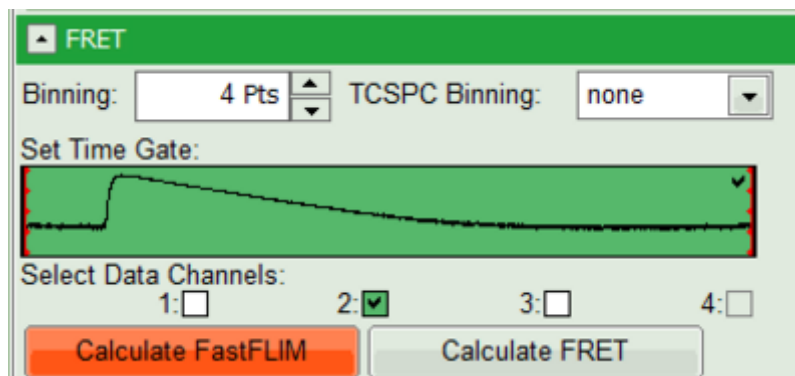 FRET
Binning: 4 Pts TCSPC Binning: none
Set Time Gate:
Select Data Channels:
1: 2: 3: 4:
Calculate FastFLIM Calculate FRET